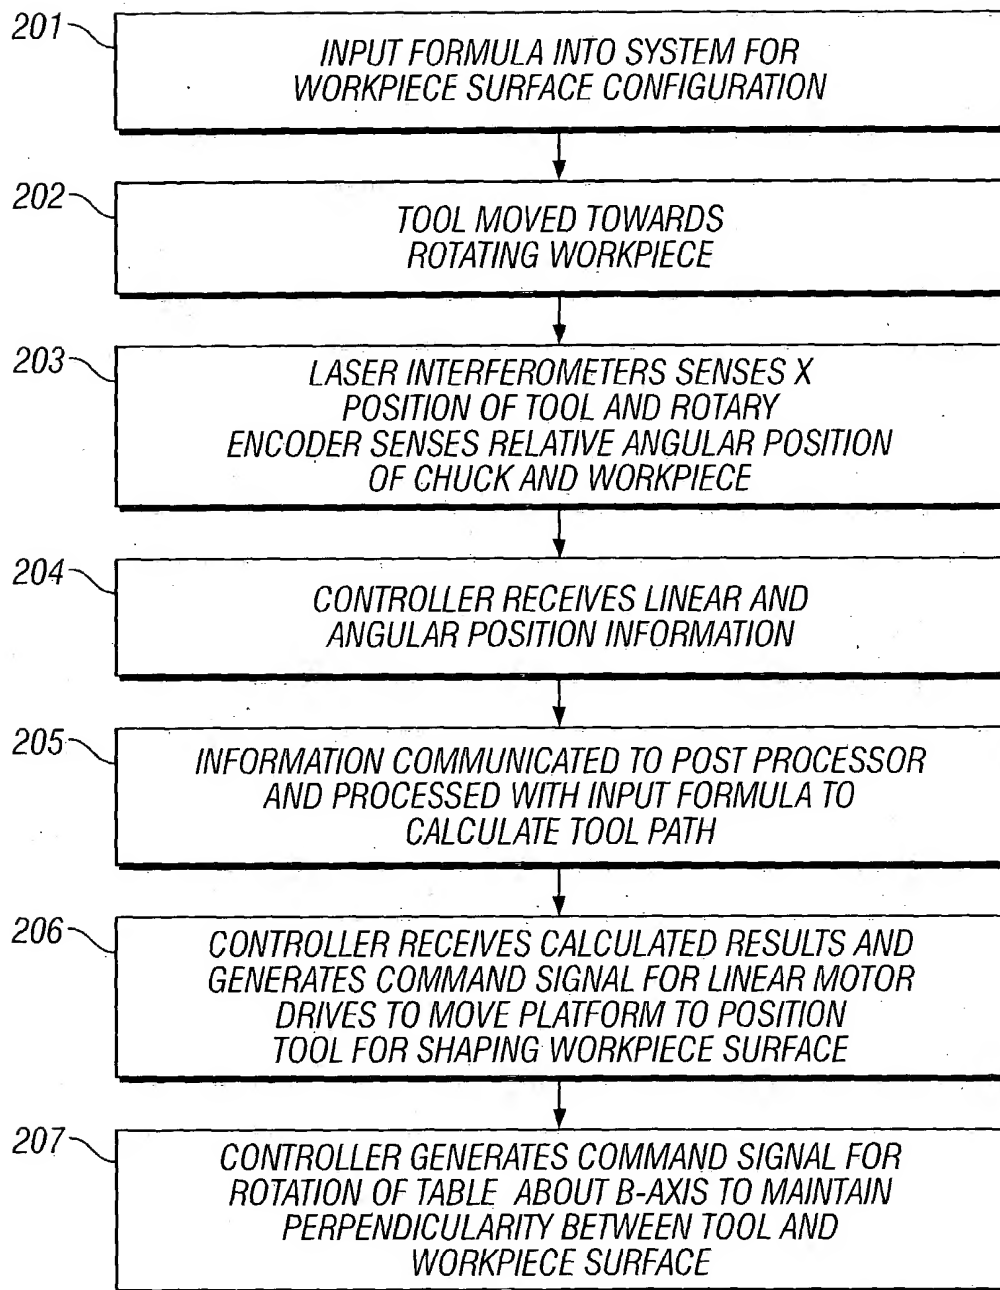 201
INPUT FORMULA INTO SYSTEM FOR
WORKPIECE SURFACE CONFIGURATION
202
TOOL MOVED TOWARDS
ROTATING WORKPIECE
203
LASER INTERFEROMETERS SENSES X
POSITION OF TOOL AND ROTARY
ENCODER SENSES RELATIVE ANGULAR POSITION
OF CHUCK AND WORKPIECE
204
CONTROLLER RECEIVES LINEAR AND
ANGULAR POSITION INFORMATION
205
INFORMATION COMMUNICATED TO POST PROCESSOR
AND PROCESSED WITH INPUT FORMULA TO
CALCULATE TOOL PATH
206
CONTROLLER RECEIVES CALCULATED RESULTS AND
GENERATES COMMAND SIGNAL FOR LINEAR MOTOR
DRIVES TO MOVE PLATFORM TO POSITION
TOOL FOR SHAPING WORKPIECE SURFACE
207
CONTROLLER GENERATES COMMAND SIGNAL FOR
ROTATION OF TABLE ABOUT B-AXIS TO MAINTAIN
PERPENDICULARITY BETWEEN TOOL AND
WORKPIECE SURFACE